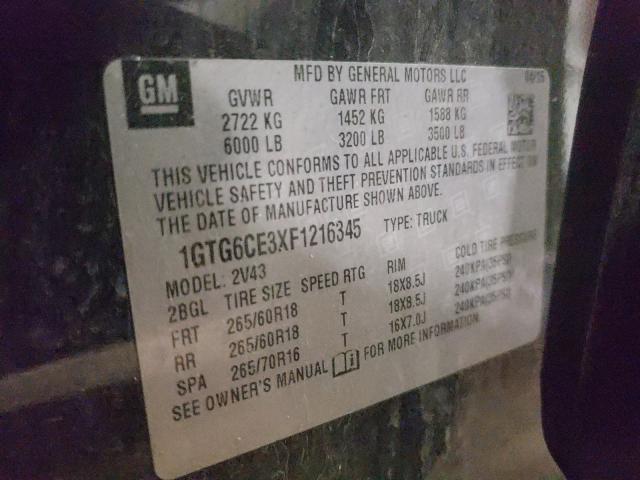 GM
MFD BY GENERAL MOTORS LLC 04/15
GVWR GAWR FRT GAWR RR
2722 KG 1452 KG 1588 KG
6000 LB 3200 LB 3500 LB
THIS VEHICLE CONFORMS TO ALL APPLICABLE U.S. FEDERAL MOTOR
VEHICLE SAFETY AND THEFT PREVENTION STANDARDS IN EFFECT ON
THE DATE OF MANUFACTURE SHOWN ABOVE.
1GTG6CE3XF1216345 TYPE: TRUCK
MODEL: 2V43
2BGL TIRE SIZE SPEED RTG RIM COLD TIRE PRESSURE
FRT 265/60R18 T 18X8.5J 240KPA(35PSI)
RR 265/60R18 T 18X8.5J 240KPA(35PSI)
SPA 265/70R16 T 16X7.0J 240KPA(35PSI)
SEE OWNER'S MANUAL FOR MORE INFORMATION.